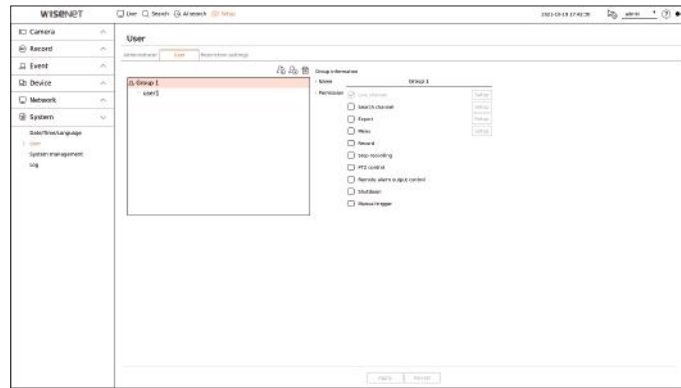 WISENET
Live Search AI search Setup
admin
Camera
Record
Event
Device
Network
System
Date/Time/Language
User
System management
Log
User
Administrator User Restriction settings
Group 1
user1
Group information
Name Group 1
Permission Live channel Setup
Search channel Setup
Export Setup
Menu Setup
Record
Stop recording
PTZ control
Remote alarm output control
Shutdown
Manual trigger
Apply Revert